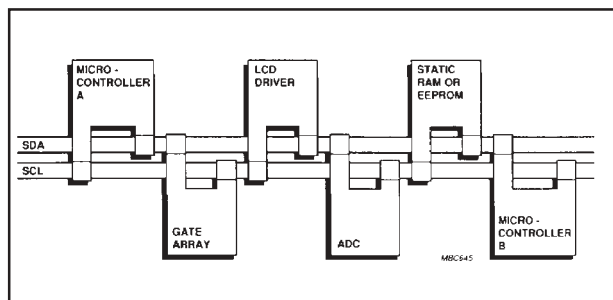 MICRO -
CONTROLLER
A
LCD
DRIVER
STATIC
RAM OR
EEPROM
SDA
SCL
GATE
ARRAY
ADC
MICRO -
CONTROLLER
B
MBC645